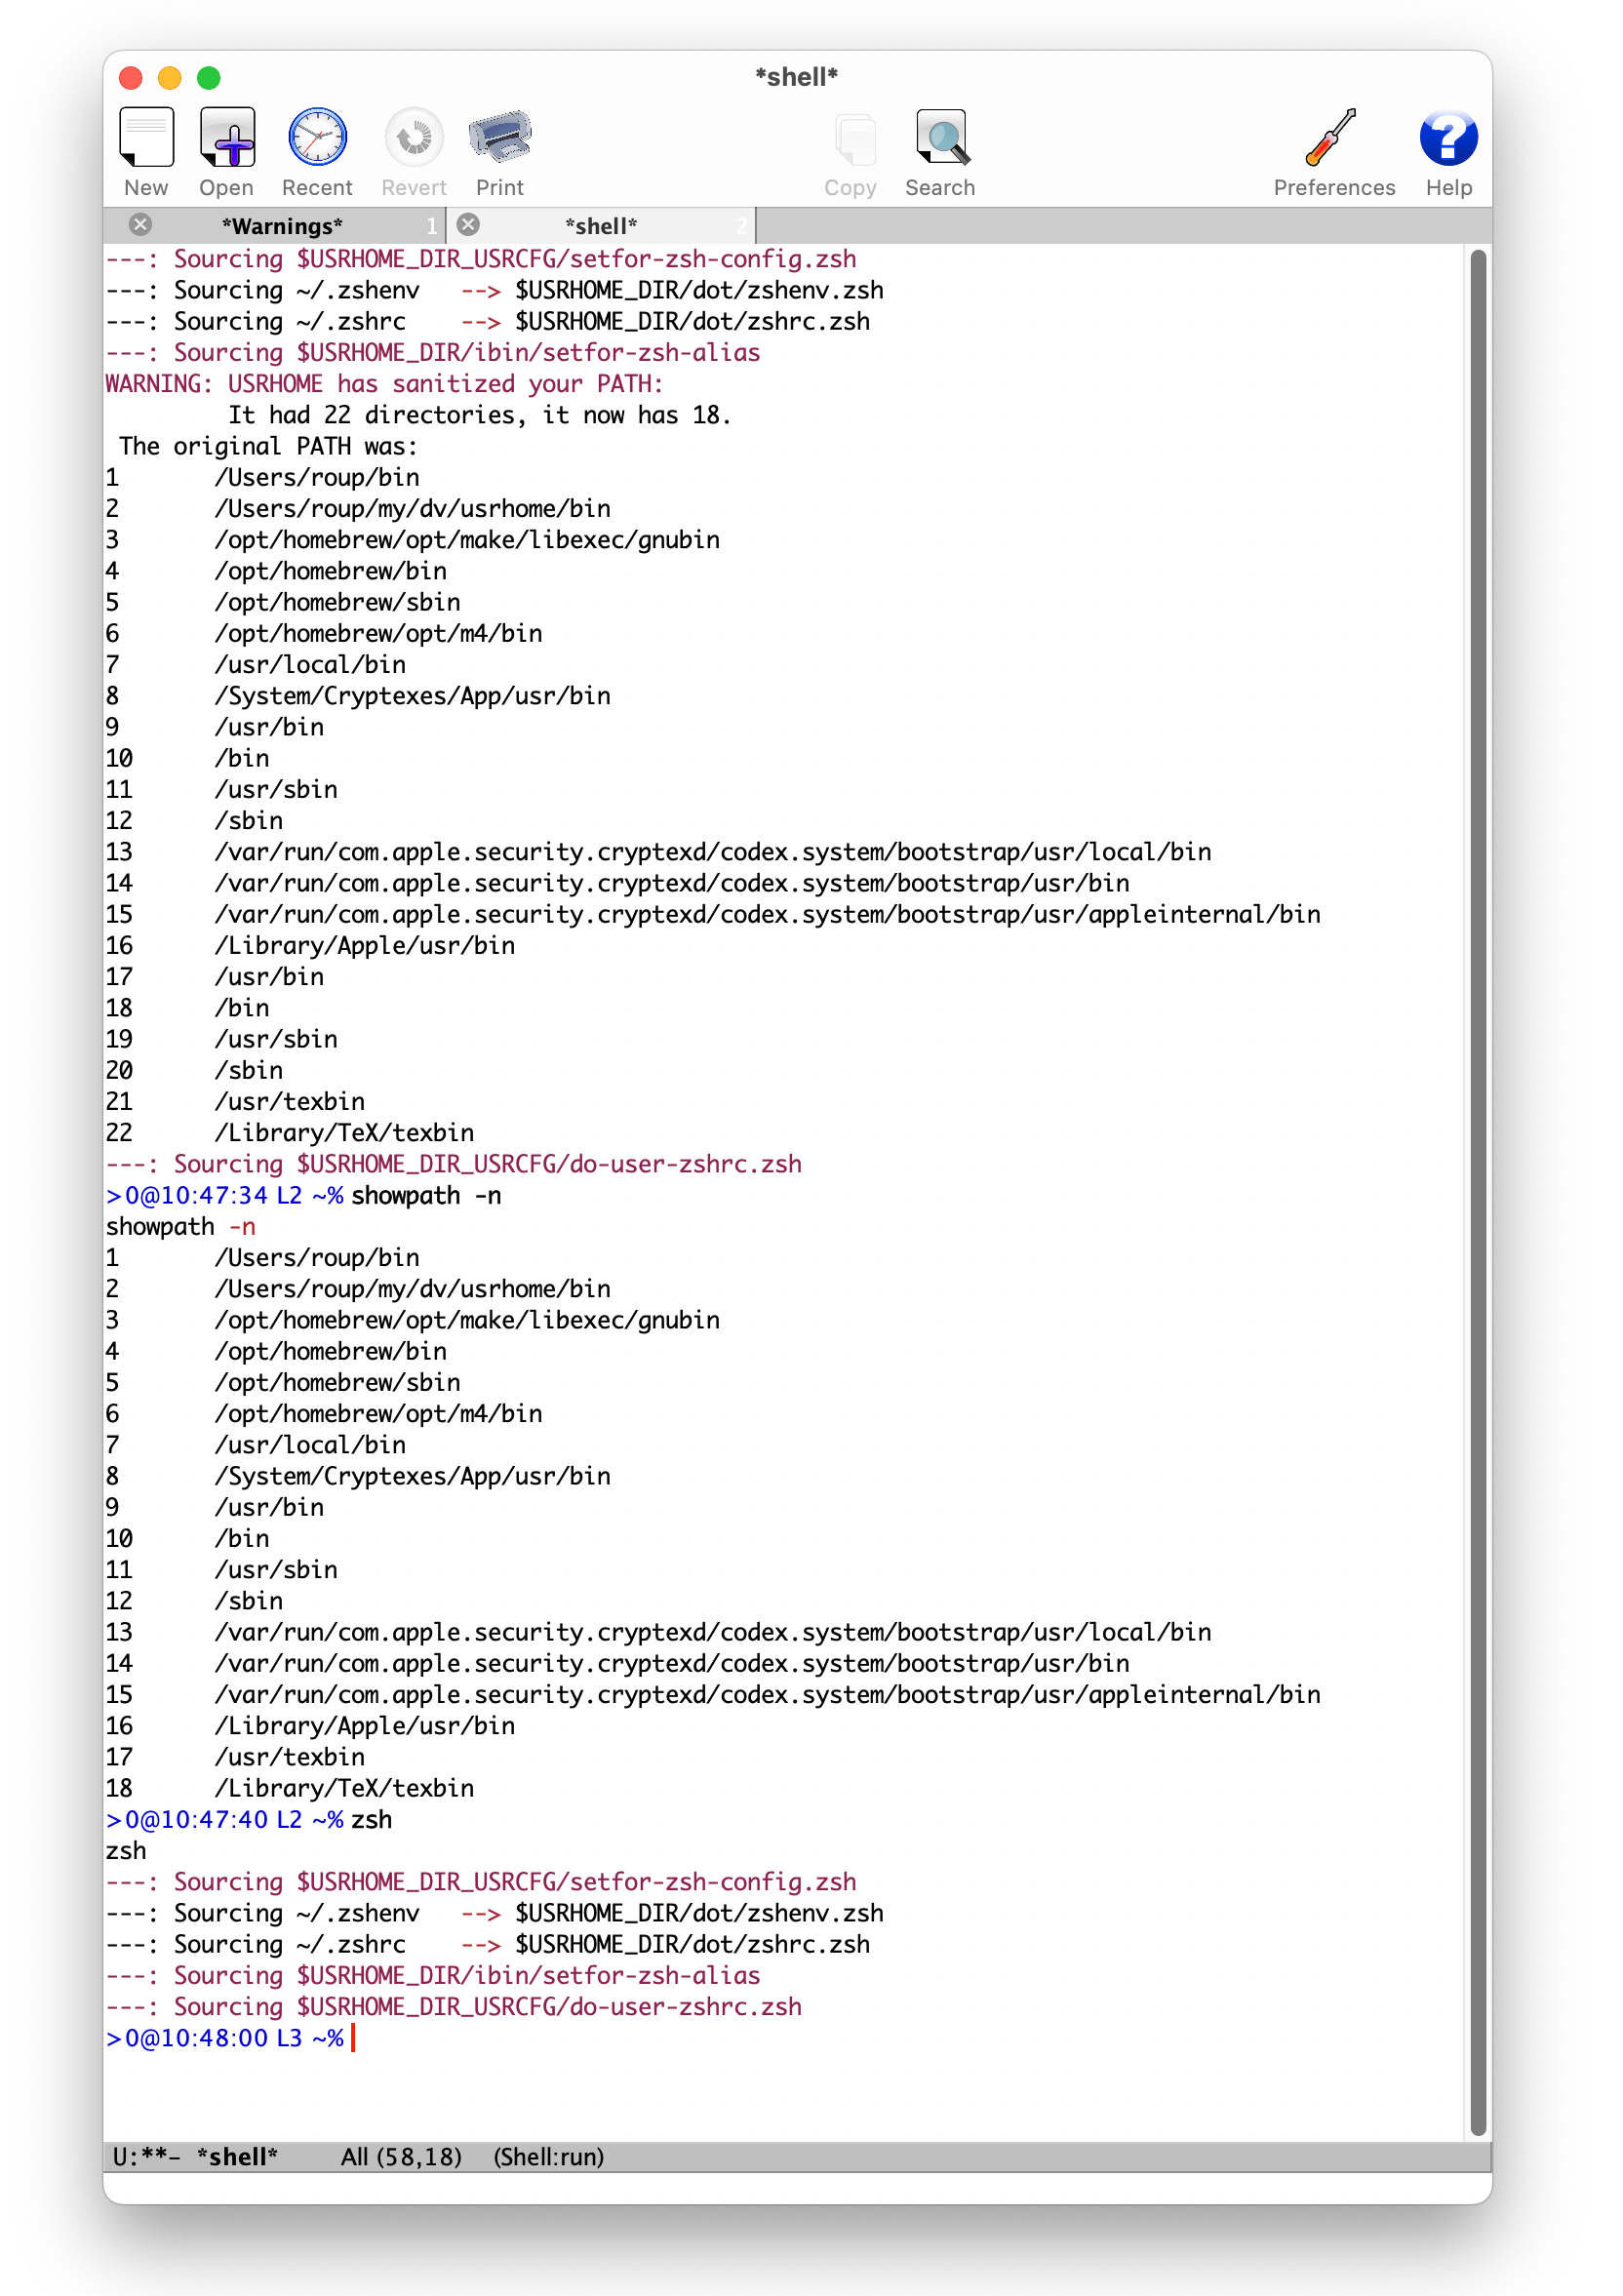 *shell*
New Open Recent Revert Print Copy Search Preferences Help
*Warnings* 1 *shell* 2
---: Sourcing $USRHOME_DIR_USRCFG/setfor-zsh-config.zsh
---: Sourcing ~/.zshenv   --> $USRHOME_DIR/dot/zshenv.zsh
---: Sourcing ~/.zshrc    --> $USRHOME_DIR/dot/zshrc.zsh
---: Sourcing $USRHOME_DIR/ibin/setfor-zsh-alias
WARNING: USRHOME has sanitized your PATH:
         It had 22 directories, it now has 18.
 The original PATH was:
1       /Users/roup/bin
2       /Users/roup/my/dv/usrhome/bin
3       /opt/homebrew/opt/make/libexec/gnubin
4       /opt/homebrew/bin
5       /opt/homebrew/sbin
6       /opt/homebrew/opt/m4/bin
7       /usr/local/bin
8       /System/Cryptexes/App/usr/bin
9       /usr/bin
10      /bin
11      /usr/sbin
12      /sbin
13      /var/run/com.apple.security.cryptexd/codex.system/bootstrap/usr/local/bin
14      /var/run/com.apple.security.cryptexd/codex.system/bootstrap/usr/bin
15      /var/run/com.apple.security.cryptexd/codex.system/bootstrap/usr/appleinternal/bin
16      /Library/Apple/usr/bin
17      /usr/bin
18      /bin
19      /usr/sbin
20      /sbin
21      /usr/texbin
22      /Library/TeX/texbin
---: Sourcing $USRHOME_DIR_USRCFG/do-user-zshrc.zsh
>0@10:47:34 L2 ~% showpath -n
showpath -n
1       /Users/roup/bin
2       /Users/roup/my/dv/usrhome/bin
3       /opt/homebrew/opt/make/libexec/gnubin
4       /opt/homebrew/bin
5       /opt/homebrew/sbin
6       /opt/homebrew/opt/m4/bin
7       /usr/local/bin
8       /System/Cryptexes/App/usr/bin
9       /usr/bin
10      /bin
11      /usr/sbin
12      /sbin
13      /var/run/com.apple.security.cryptexd/codex.system/bootstrap/usr/local/bin
14      /var/run/com.apple.security.cryptexd/codex.system/bootstrap/usr/bin
15      /var/run/com.apple.security.cryptexd/codex.system/bootstrap/usr/appleinternal/bin
16      /Library/Apple/usr/bin
17      /usr/texbin
18      /Library/TeX/texbin
>0@10:47:40 L2 ~% zsh
zsh
---: Sourcing $USRHOME_DIR_USRCFG/setfor-zsh-config.zsh
---: Sourcing ~/.zshenv   --> $USRHOME_DIR/dot/zshenv.zsh
---: Sourcing ~/.zshrc    --> $USRHOME_DIR/dot/zshrc.zsh
---: Sourcing $USRHOME_DIR/ibin/setfor-zsh-alias
---: Sourcing $USRHOME_DIR_USRCFG/do-user-zshrc.zsh
>0@10:48:00 L3 ~%
U:**- *shell* All (58,18) (Shell:run)